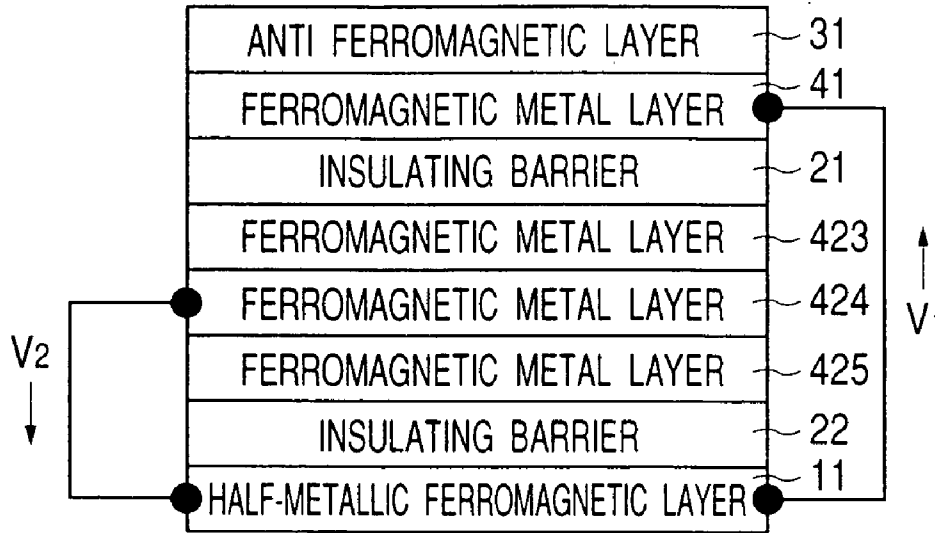 ANTI FERROMAGNETIC LAYER 31
FERROMAGNETIC METAL LAYER 41
INSULATING BARRIER 21
FERROMAGNETIC METAL LAYER 423
FERROMAGNETIC METAL LAYER 424
FERROMAGNETIC METAL LAYER 425
INSULATING BARRIER 22
HALF-METALLIC FERROMAGNETIC LAYER 11
V2
V